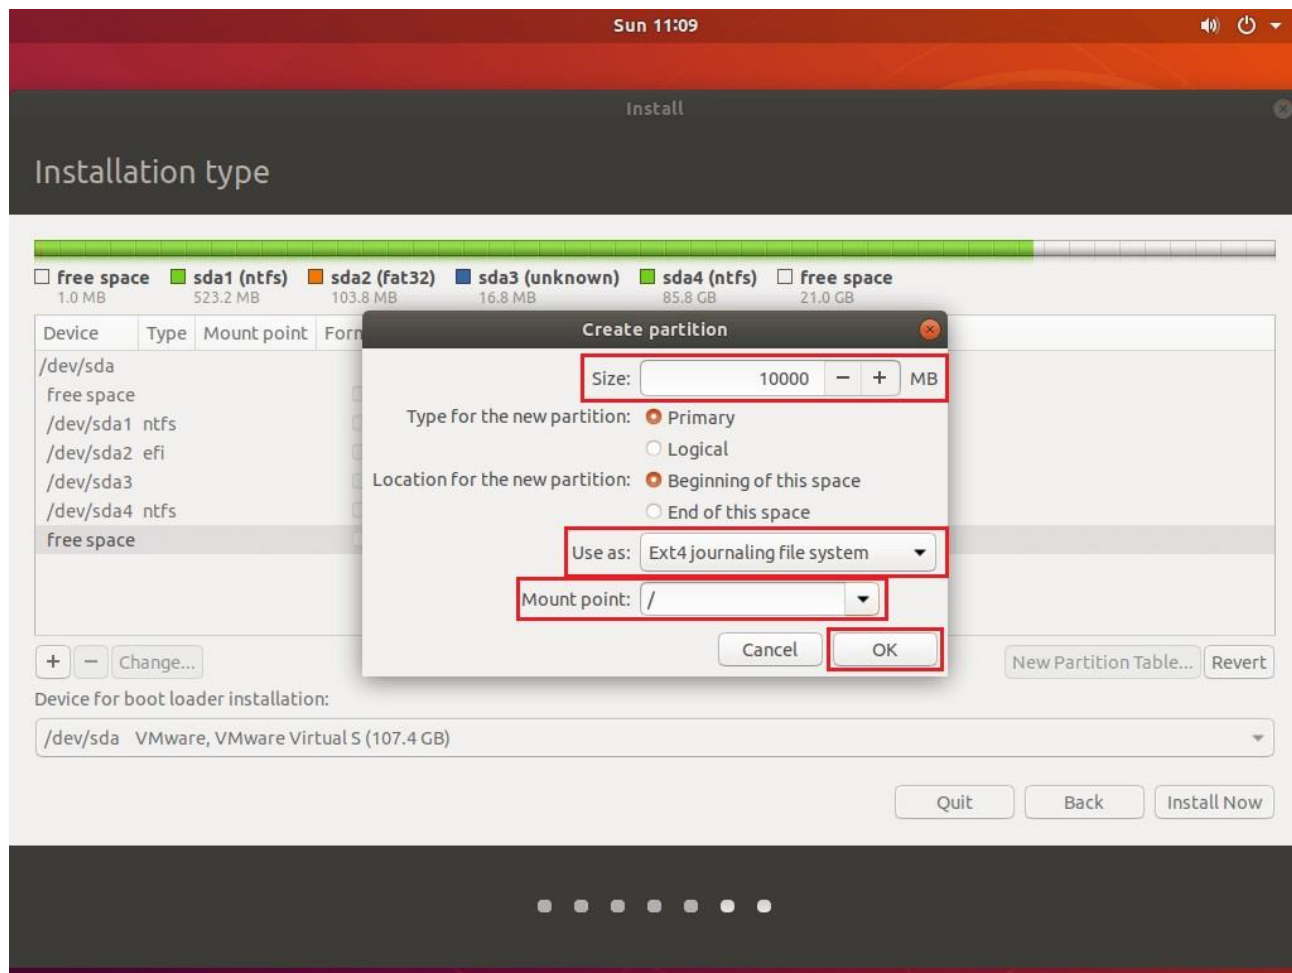 Sun 11:09
Install
Installation type
free space sda1 (ntfs) sda2 (fat32) sda3 (unknown) sda4 (ntfs) free space
1.0 MB 523.2 MB 103.8 MB 16.8 MB 85.8 GB 21.0 GB
Device Type Mount point Form
/dev/sda
free space
/dev/sda1 ntfs
/dev/sda2 efi
/dev/sda3
/dev/sda4 ntfs
free space
Create partition
Size: 10000 − + MB
Type for the new partition: Primary
Logical
Location for the new partition: Beginning of this space
End of this space
Use as: Ext4 journaling file system
Mount point: /
Cancel OK
+ − Change... New Partition Table... Revert
Device for boot loader installation:
/dev/sda VMware, VMware Virtual S (107.4 GB)
Quit Back Install Now